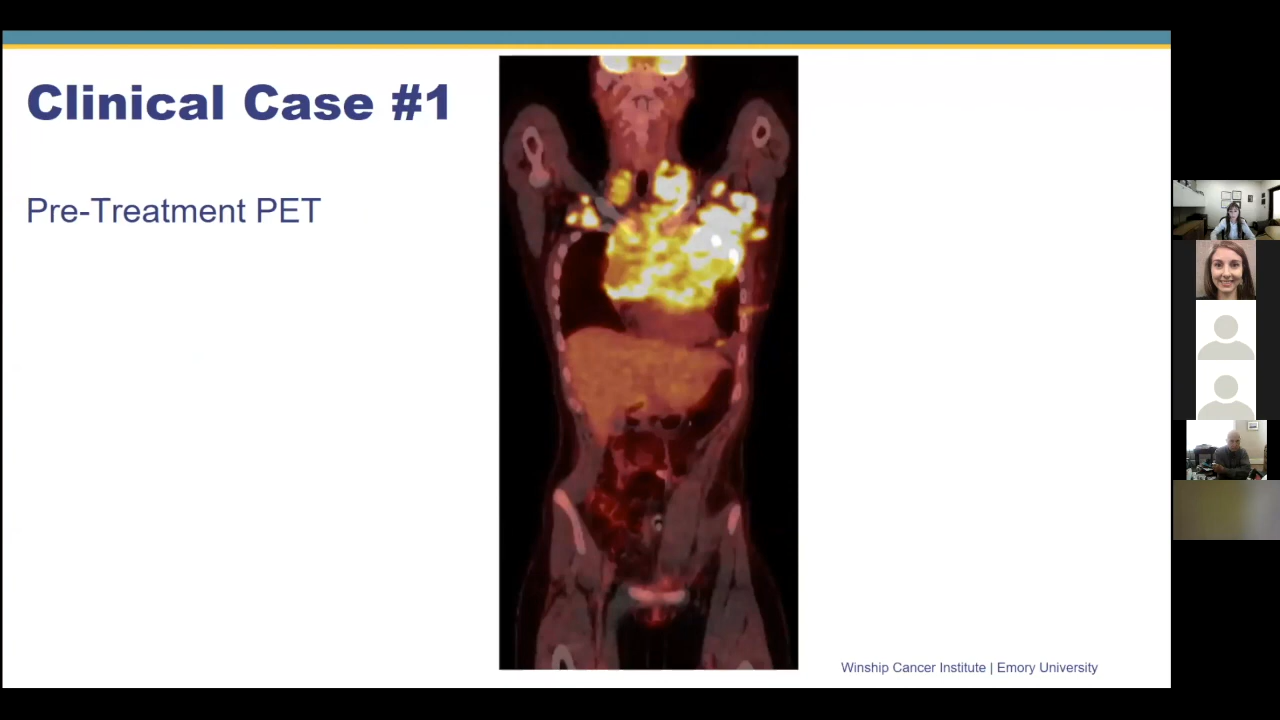 Clinical Case #1
Pre-Treatment PET
Winship Cancer Institute | Emory University